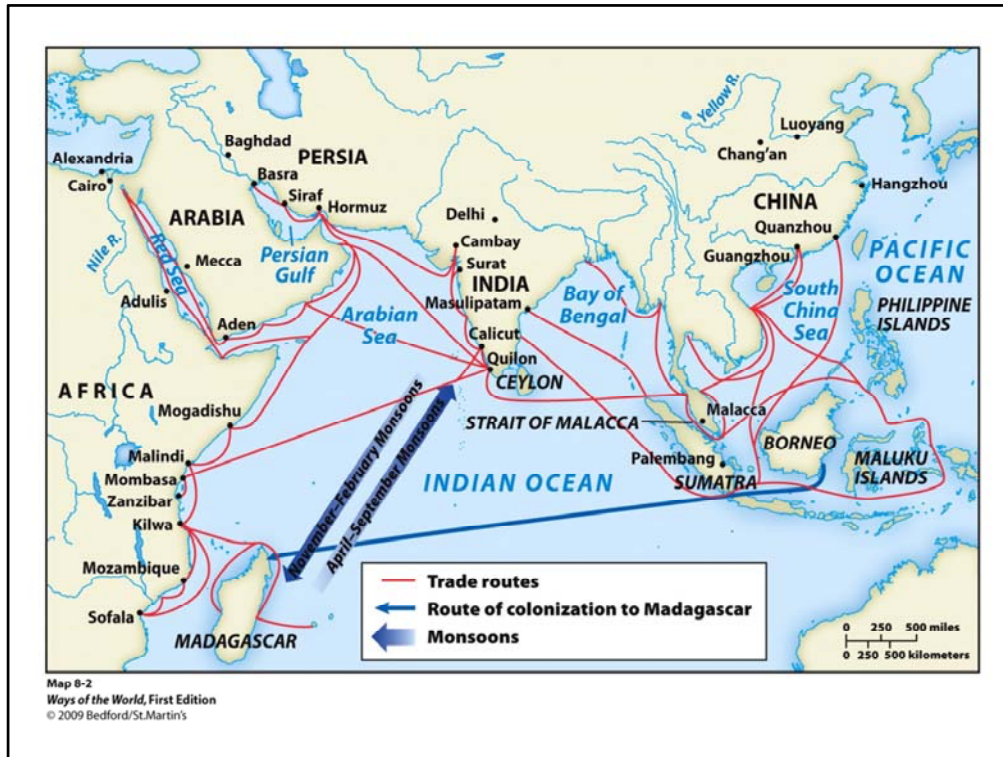 Yellow R.
Luoyang
Baghdad
Chang'an
Alexandria
PERSIA
Basra
Cairo
Siraf
Hangzhou
Hormuz
CHINA
Delhi
ARABIA
Quanzhou
Cambay
Guangzhou
PACIFIC
OCEAN
Nile R.
Red Sea
Persian
Gulf
Mecca
Surat
INDIA
South
China
Sea
Masulipatam
Bay of
Bengal
PHILIPPINE
ISLANDS
Adulis
Arabian
Sea
Aden
Calicut
Quilon
CEYLON
AFRICA
Mogadishu
STRAIT OF MALACCA
Malacca
BORNEO
Malindi
Mombasa
INDIAN OCEAN
Palembang
SUMATRA
MALUKU
ISLANDS
Zanzibar
Kilwa
November–February Monsoons
April–September Monsoons
Mozambique
Sofala
MADAGASCAR
Trade routes
Route of colonization to Madagascar
Monsoons
0 250 500 miles
0 250 500 kilometers
Map 8-2
Ways of the World, First Edition
© 2009 Bedford/St.Martin's